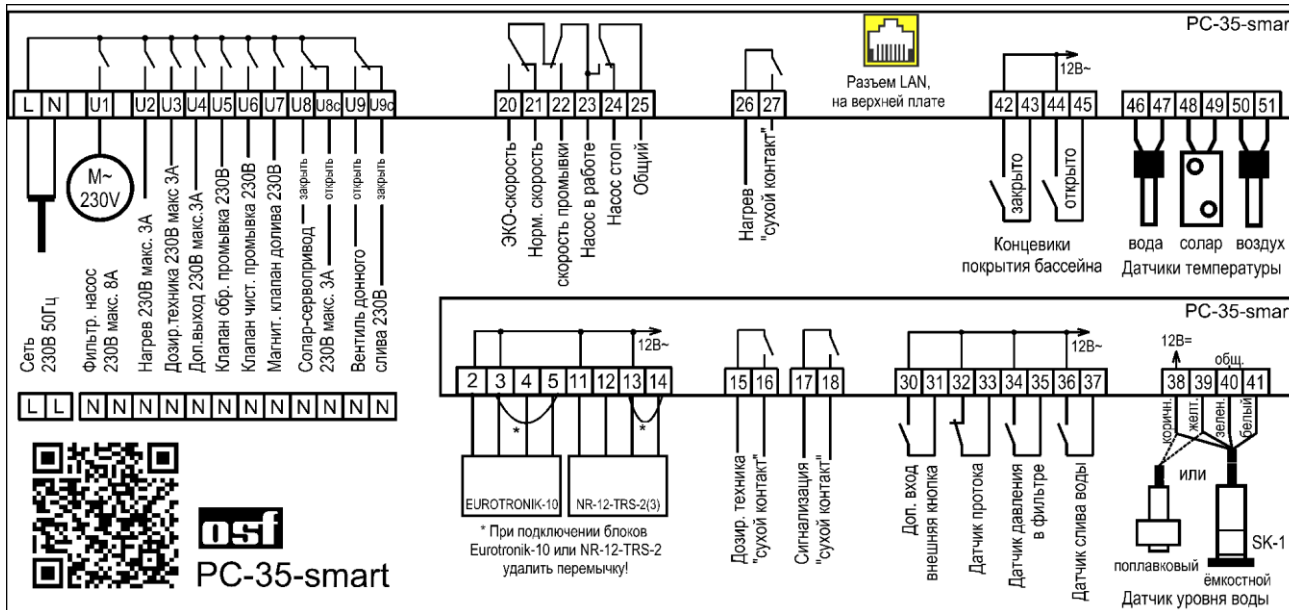 PC-35-smar
L N U1 U2 U3 U4 U5 U6 U7 U8 U8c U9 U9c
М~
230V
Сеть
230В 50Гц
Фильтр. насос
230В макс. 8А
Нагрев 230В макс. 3А
Дозир.техника 230В макс 3А
Доп.выход 230В макс.3А
Клапан обр. промывка 230В
Клапан чист. промывка 230В
Магнит. клапан долива 230В
Солар-сервопривод
230В макс. 3А
закрыть
открыть
Вентиль донного
слива 230В
открыть
закрыть
L L N N N N N N N N N N N N
20 21 22 23 24 25
ЭКО-скорость
Норм. скорость
скорость промывки
Насос в работе
Насос стоп
Общий
26 27
Нагрев
"сухой контакт"
Разъем LAN,
на верхней плате
12В~
42 43 44 45
закрыто
открыто
Концевики
покрытия бассейна
46 47 48 49 50 51
вода солар воздух
Датчики температуры
PC-35-smar
12В~
2 3 4 5 11 12 13 14
* *
EUROTRONIK-10
NR-12-TRS-2(3)
* При подключении блоков
Eurotronik-10 или NR-12-TRS-2
удалить перемычку!
15 16
Дозир. техника
"сухой контакт"
17 18
Сигнализация
"сухой контакт"
12В~
30 31 32 33 34 35 36 37
Доп. вход
внешняя кнопка
Датчик протока
Датчик давления
в фильтре
Датчик слива воды
12В= общ.
38 39 40 41
коричн.
желт.
зелен.
белый
или
SK-1
поплавковый
ёмкостной
Датчик уровня воды
osf
PC-35-smart